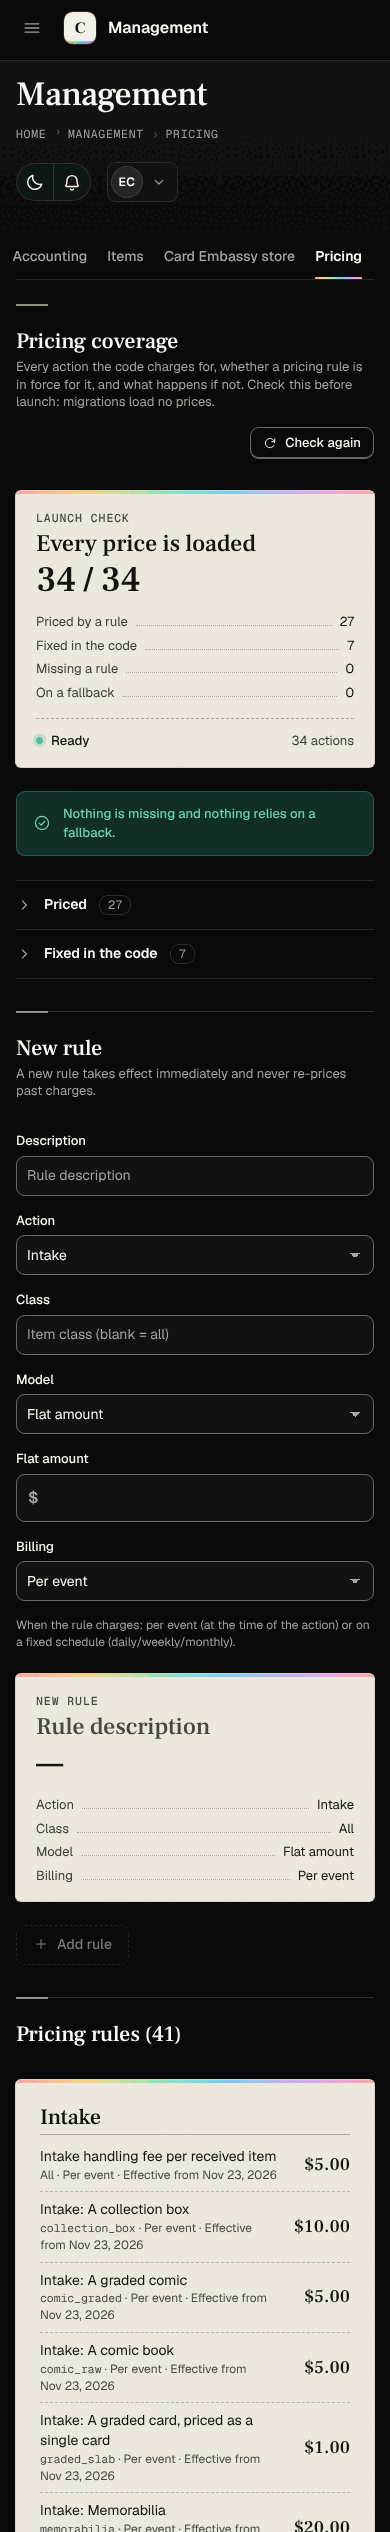 C Management
Management
HOME › MANAGEMENT › PRICING
EC
Accounting Items Card Embassy store Pricing
Pricing coverage
Every action the code charges for, whether a pricing rule is
in force for it, and what happens if not. Check this before
launch: migrations load no prices.
Check again
LAUNCH CHECK
Every price is loaded
34 / 34
Priced by a rule 27
Fixed in the code 7
Missing a rule 0
On a fallback 0
Ready 34 actions
Nothing is missing and nothing relies on a
fallback.
Priced 27
Fixed in the code 7
New rule
A new rule takes effect immediately and never re-prices
past charges.
Description
Rule description
Action
Intake
Class
Item class (blank = all)
Model
Flat amount
Flat amount
$
Billing
Per event
When the rule charges: per event (at the time of the action) or on
a fixed schedule (daily/weekly/monthly).
NEW RULE
Rule description
—
Action Intake
Class All
Model Flat amount
Billing Per event
+ Add rule
Pricing rules (41)
Intake
Intake handling fee per received item $5.00
All · Per event · Effective from Nov 23, 2026
Intake: A collection box $10.00
collection_box · Per event · Effective
from Nov 23, 2026
Intake: A graded comic $5.00
comic_graded · Per event · Effective from
Nov 23, 2026
Intake: A comic book $5.00
comic_raw · Per event · Effective from
Nov 23, 2026
Intake: A graded card, priced as a
single card $1.00
graded_slab · Per event · Effective from
Nov 23, 2026
Intake: Memorabilia $20.00
memorabilia · Per event · Effective from